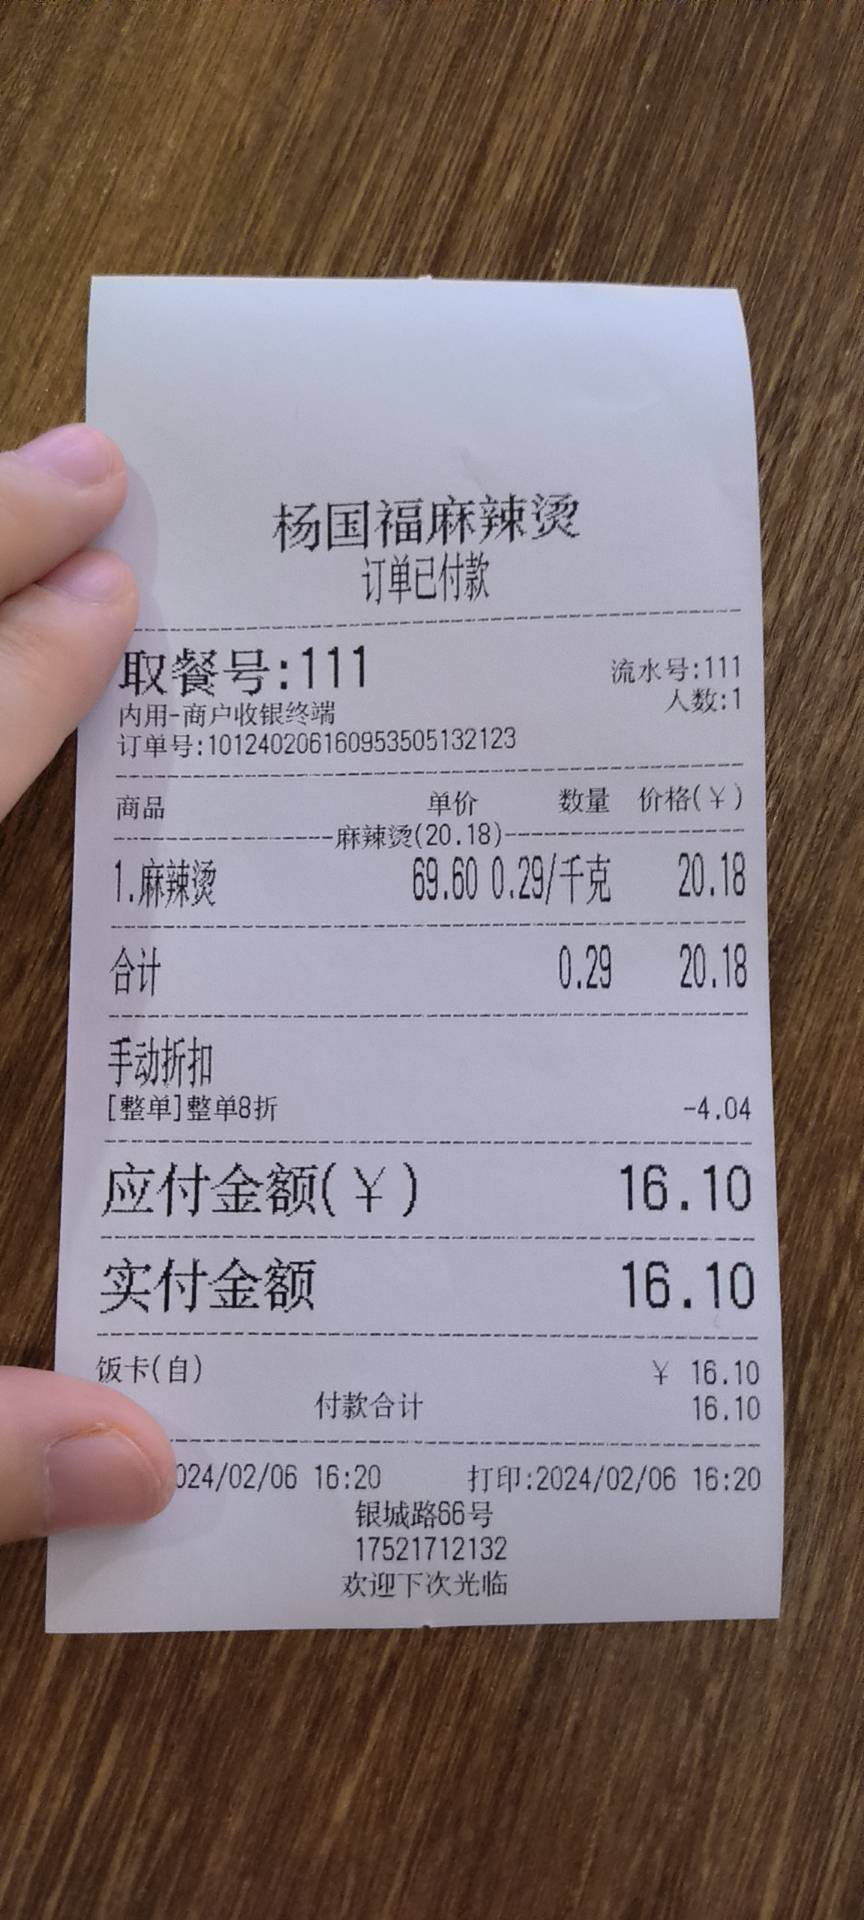 杨国福麻辣烫
订单已付款
取餐号:111 流水号:111
人数:1
内用-商户收银终端
订单号:101240206160953505132123
商品 单价 数量 价格(¥)
麻辣烫(20.18)
1.麻辣烫 69.60 0.29/千克 20.18
合计 0.29 20.18
手动折扣
[整单]整单8折 -4.04
应付金额(¥) 16.10
实付金额 16.10
饭卡(自) ¥ 16.10
付款合计 16.10
024/02/06 16:20 打印:2024/02/06 16:20
银城路66号
17521712132
欢迎下次光临